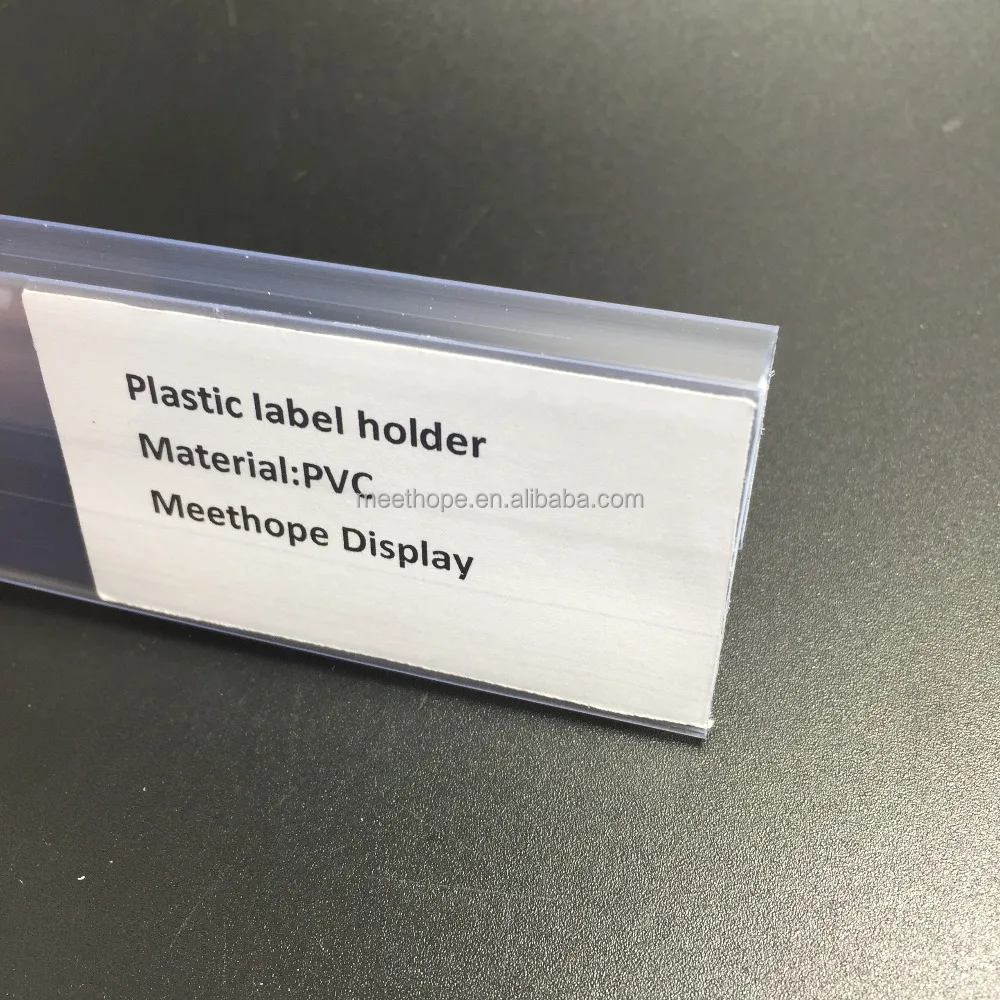 Plastic label holder
Material:PVC
meethope.en.alibaba.com
Meethope Display